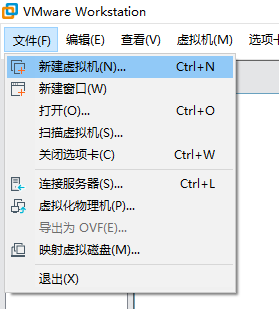 VMware Workstation
文件(F) 编辑(E) 查看(V) 虚拟机(M) 选项卡
新建虚拟机(N)... Ctrl+N
新建窗口(W)
打开(O)... Ctrl+O
扫描虚拟机(S)...
关闭选项卡(C) Ctrl+W
连接服务器(S)... Ctrl+L
虚拟化物理机(P)...
导出为 OVF(E)...
映射虚拟磁盘(M)...
退出(X)